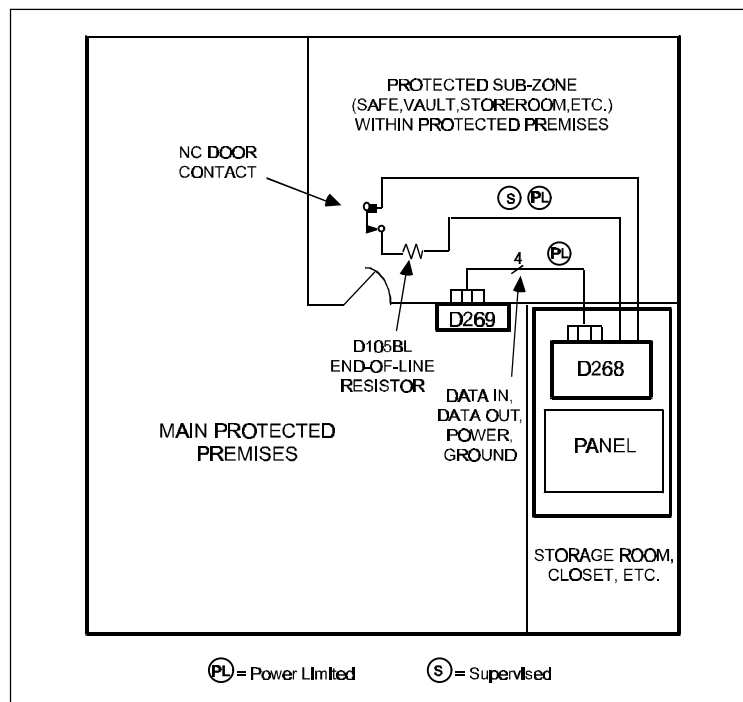 PROTECTED SUB-ZONE
(SAFE,VAULT,STOREROOM,ETC.)
WITHIN PROTECTED PREMISES
NC DOOR
CONTACT
S PL
4 PL
D269
D268
D105BL
END-OF-LINE
RESISTOR
DATA IN,
DATA OUT,
POWER,
GROUND
PANEL
MAIN PROTECTED
PREMISES
STORAGE ROOM,
CLOSET, ETC.
PL = Power Limited
S = Supervised